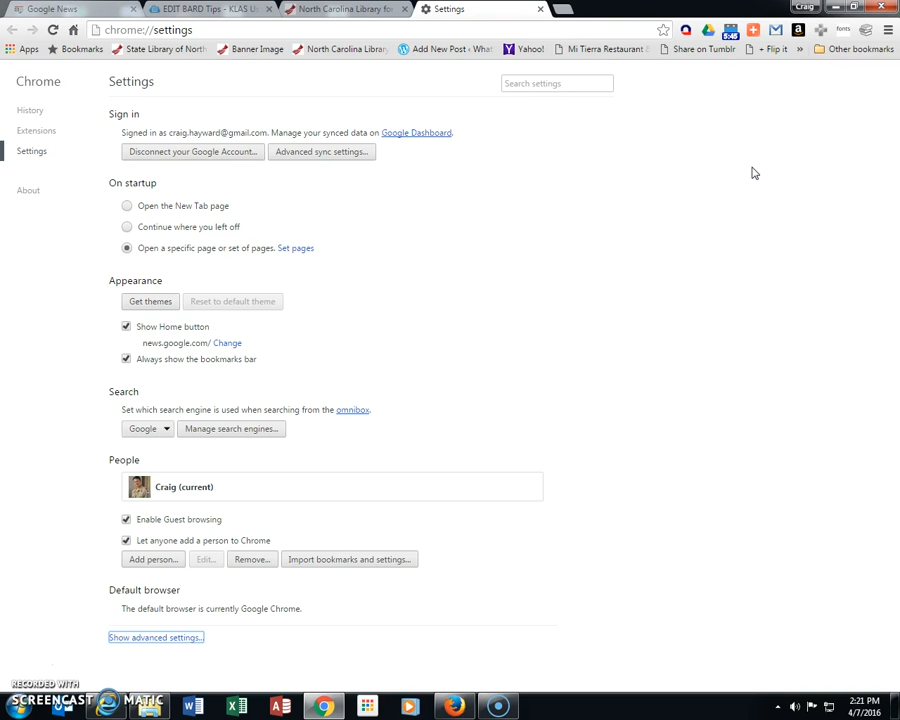 Google News
EDIT BARD Tips - KLAS U
North Carolina Library for
Settings
Craig
chrome://settings
Apps
Bookmarks
State Library of North
Banner Image
North Carolina Library
Add New Post ‹ What
Yahoo!
Mi Tierra Restaurant
Share on Tumblr
+ Flip it
»
Other bookmarks
5:45
fonts
Chrome
History
Extensions
Settings
About
Settings
Search settings
Sign in
Signed in as craig.hayward@gmail.com. Manage your synced data on Google Dashboard.
Disconnect your Google Account...
Advanced sync settings...
On startup
Open the New Tab page
Continue where you left off
Open a specific page or set of pages. Set pages
Appearance
Get themes
Reset to default theme
Show Home button
news.google.com/ Change
Always show the bookmarks bar
Search
Set which search engine is used when searching from the omnibox.
Google
Manage search engines...
People
Craig (current)
Enable Guest browsing
Let anyone add a person to Chrome
Add person...
Edit...
Remove...
Import bookmarks and settings...
Default browser
The default browser is currently Google Chrome.
Show advanced settings...
RECORDED WITH
SCREENCAST MATIC
2:21 PM
4/7/2016